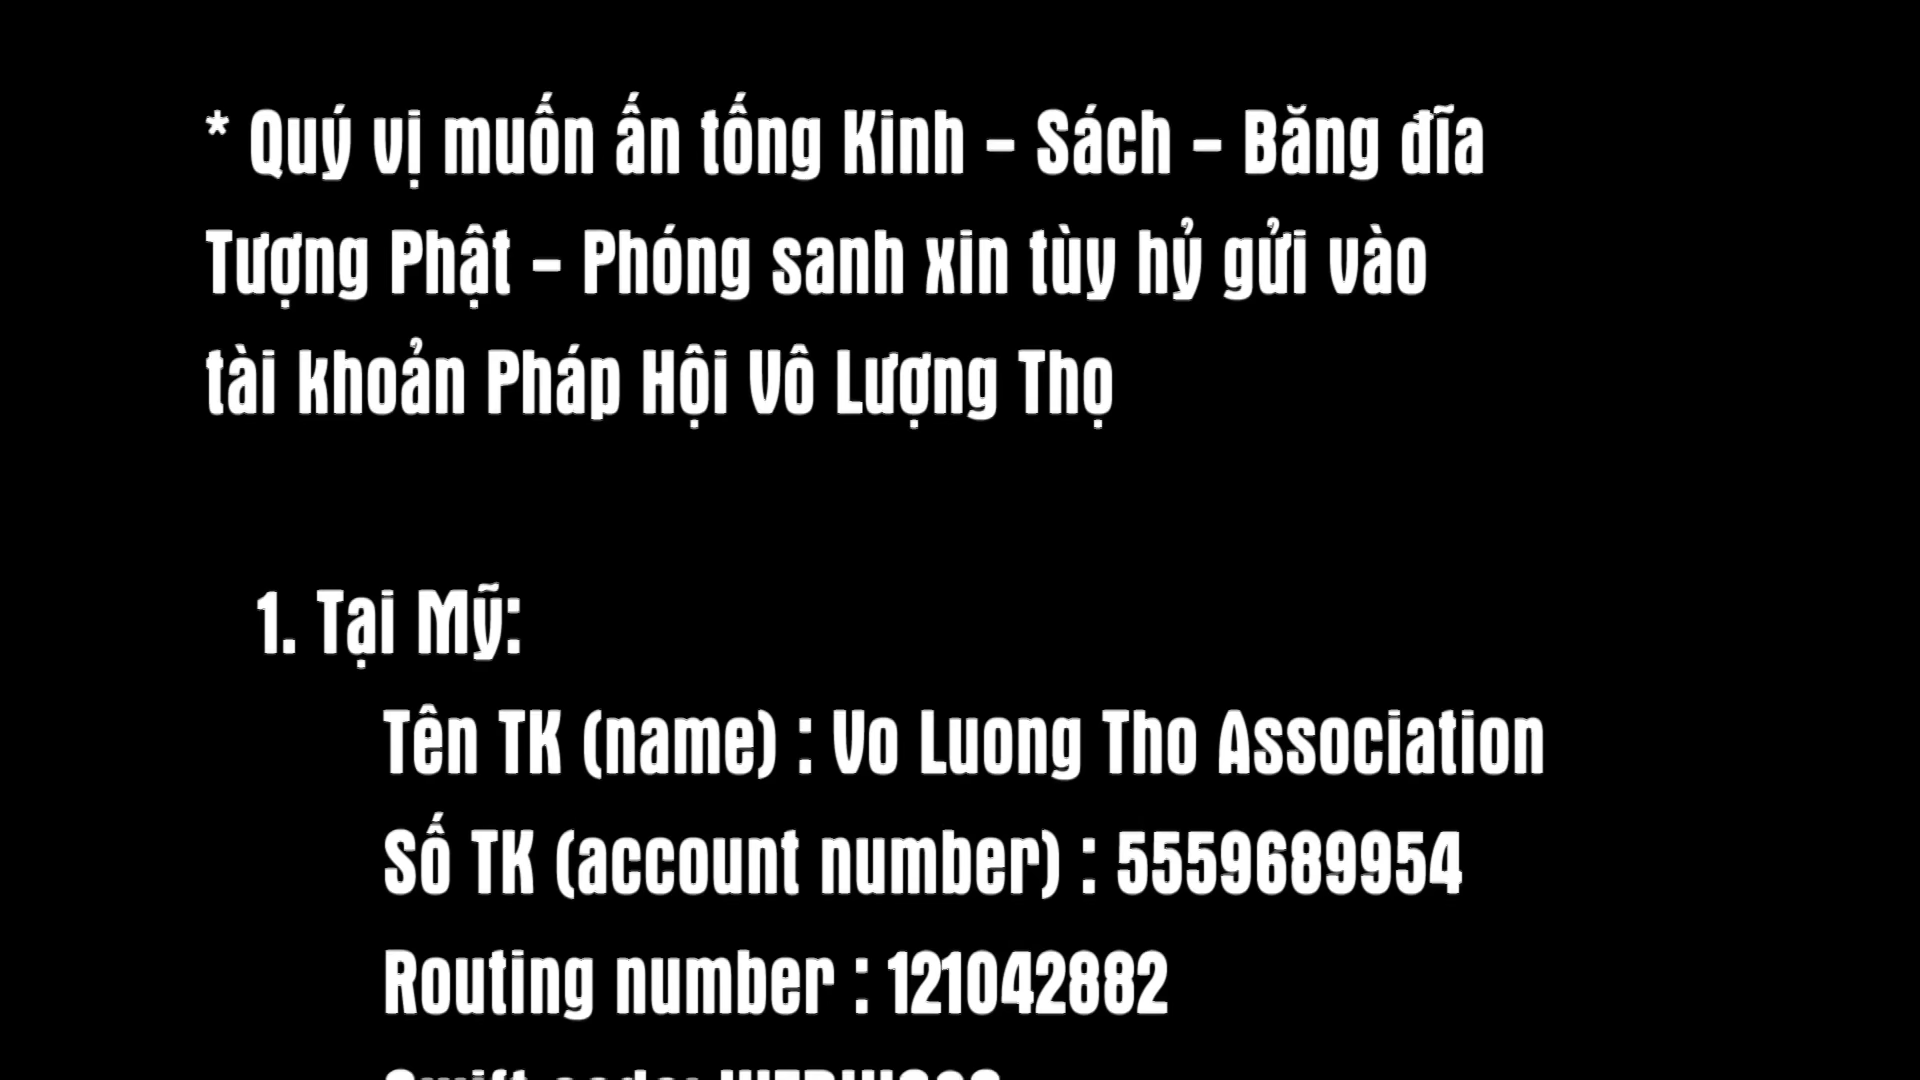 * Quý vị muốn ấn tống Kinh - Sách - Băng đĩa
Tượng Phật - Phóng sanh xin tùy hỷ gửi vào
tài khoản Pháp Hội Vô Lượng Thọ
1. Tại Mỹ:
Tên TK (name) : Vo Luong Tho Association
Số TK (account number) : 5559689954
Routing number : 121042882
Swift code: